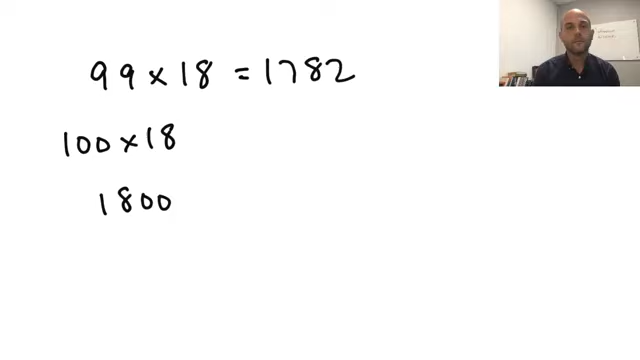 99 × 18 = 1782
100 × 18
1800